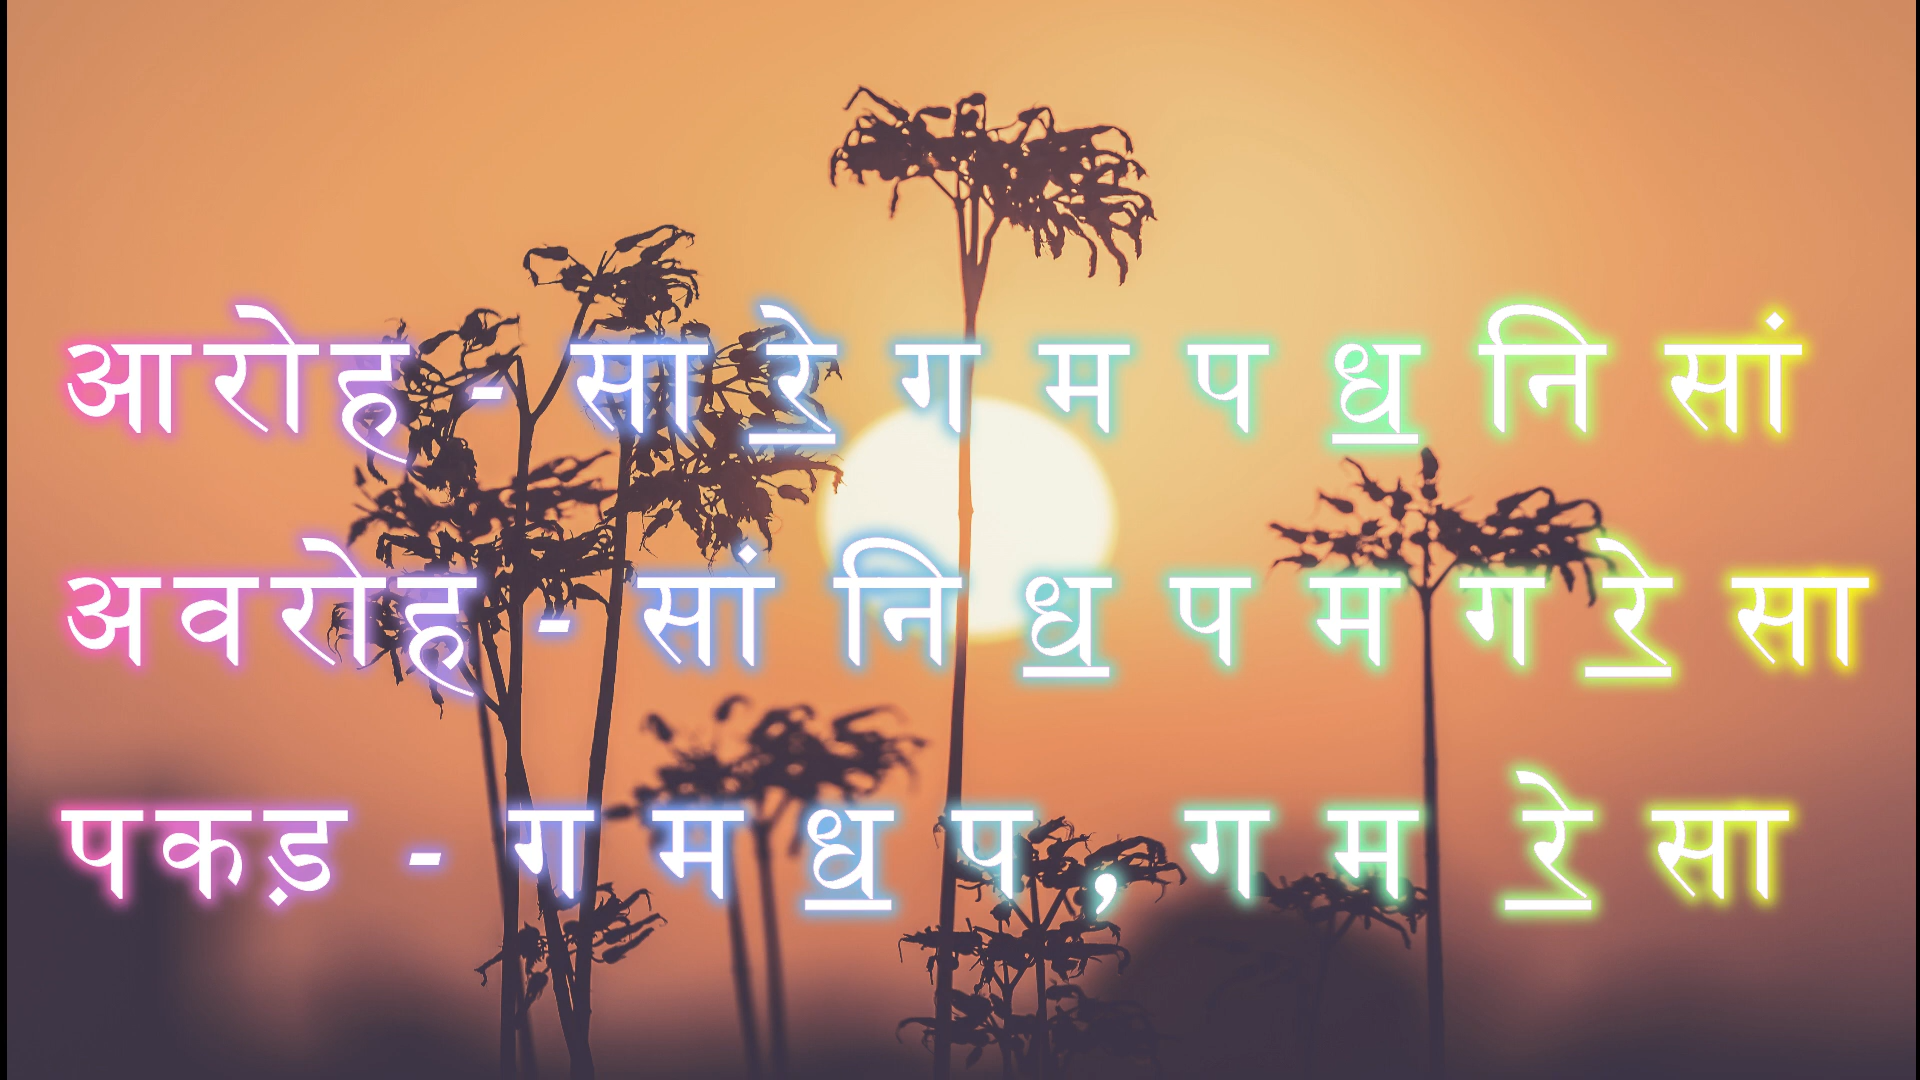 आरोह - सा रे॒ ग म प ध॒ नि सां
अवरोह - सां नि ध॒ प म ग रे॒ सा
पकड़ - ग म ध॒ प , ग म रे॒ सा